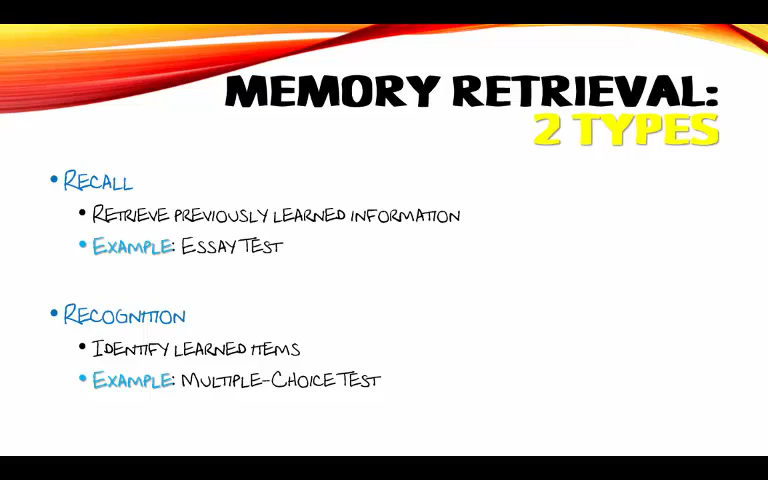 MEMORY RETRIEVAL:
2 TYPES
• RECALL
• RETRIEVE PREVIOUSLY LEARNED INFORMATION
• EXAMPLE: ESSAY TEST
• RECOGNITION
• IDENTIFY LEARNED ITEMS
• EXAMPLE: MULTIPLE-CHOICE TEST